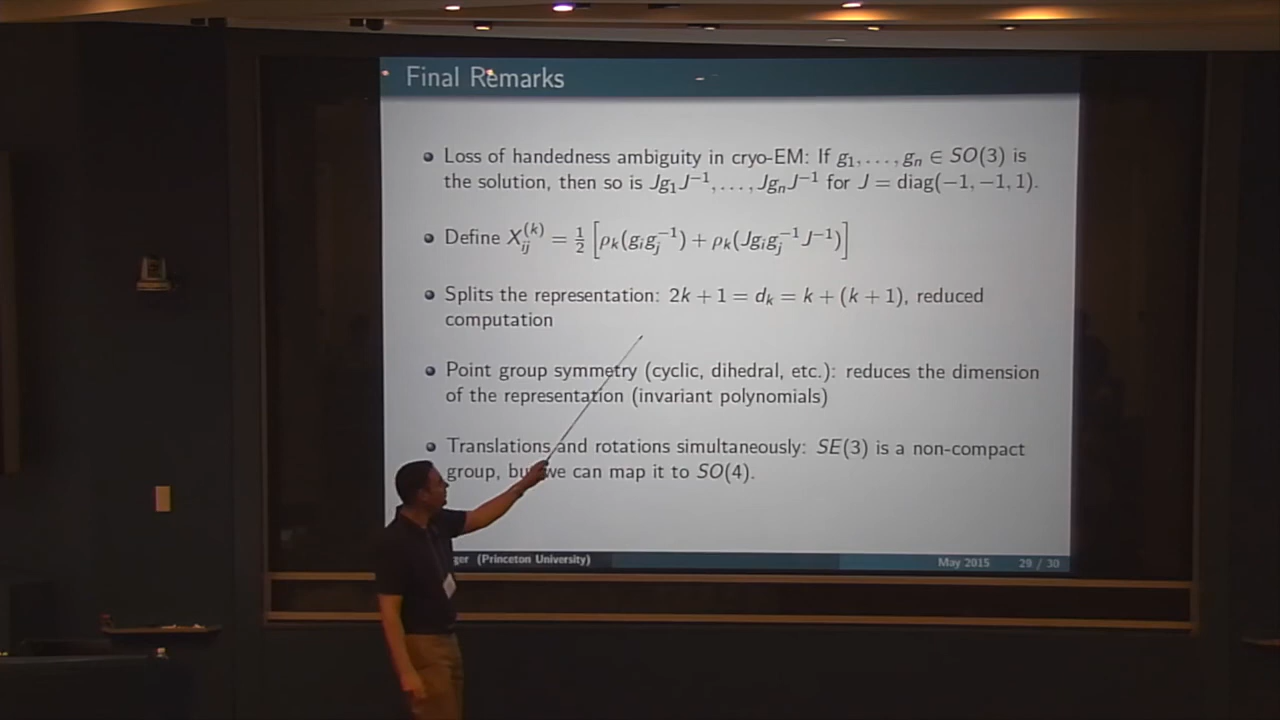 Final Remarks
Loss of handedness ambiguity in cryo-EM: If g₁, . . . , gₙ ∈ SO(3) is
the solution, then so is Jg₁J⁻¹, . . . , JgₙJ⁻¹ for J = diag(−1, −1, 1).
Define Xᵢⱼ⁽ᵏ⁾ = ½ [ρₖ(gᵢgⱼ⁻¹) + ρₖ(Jgᵢgⱼ⁻¹J⁻¹)]
Splits the representation: 2k + 1 = dₖ = k + (k + 1), reduced
computation
Point group symmetry (cyclic, dihedral, etc.): reduces the dimension
of the representation (invariant polynomials)
Translations and rotations simultaneously: SE(3) is a non-compact
group, we can map it to SO(4).
(Princeton University) May 2015 29 / 30